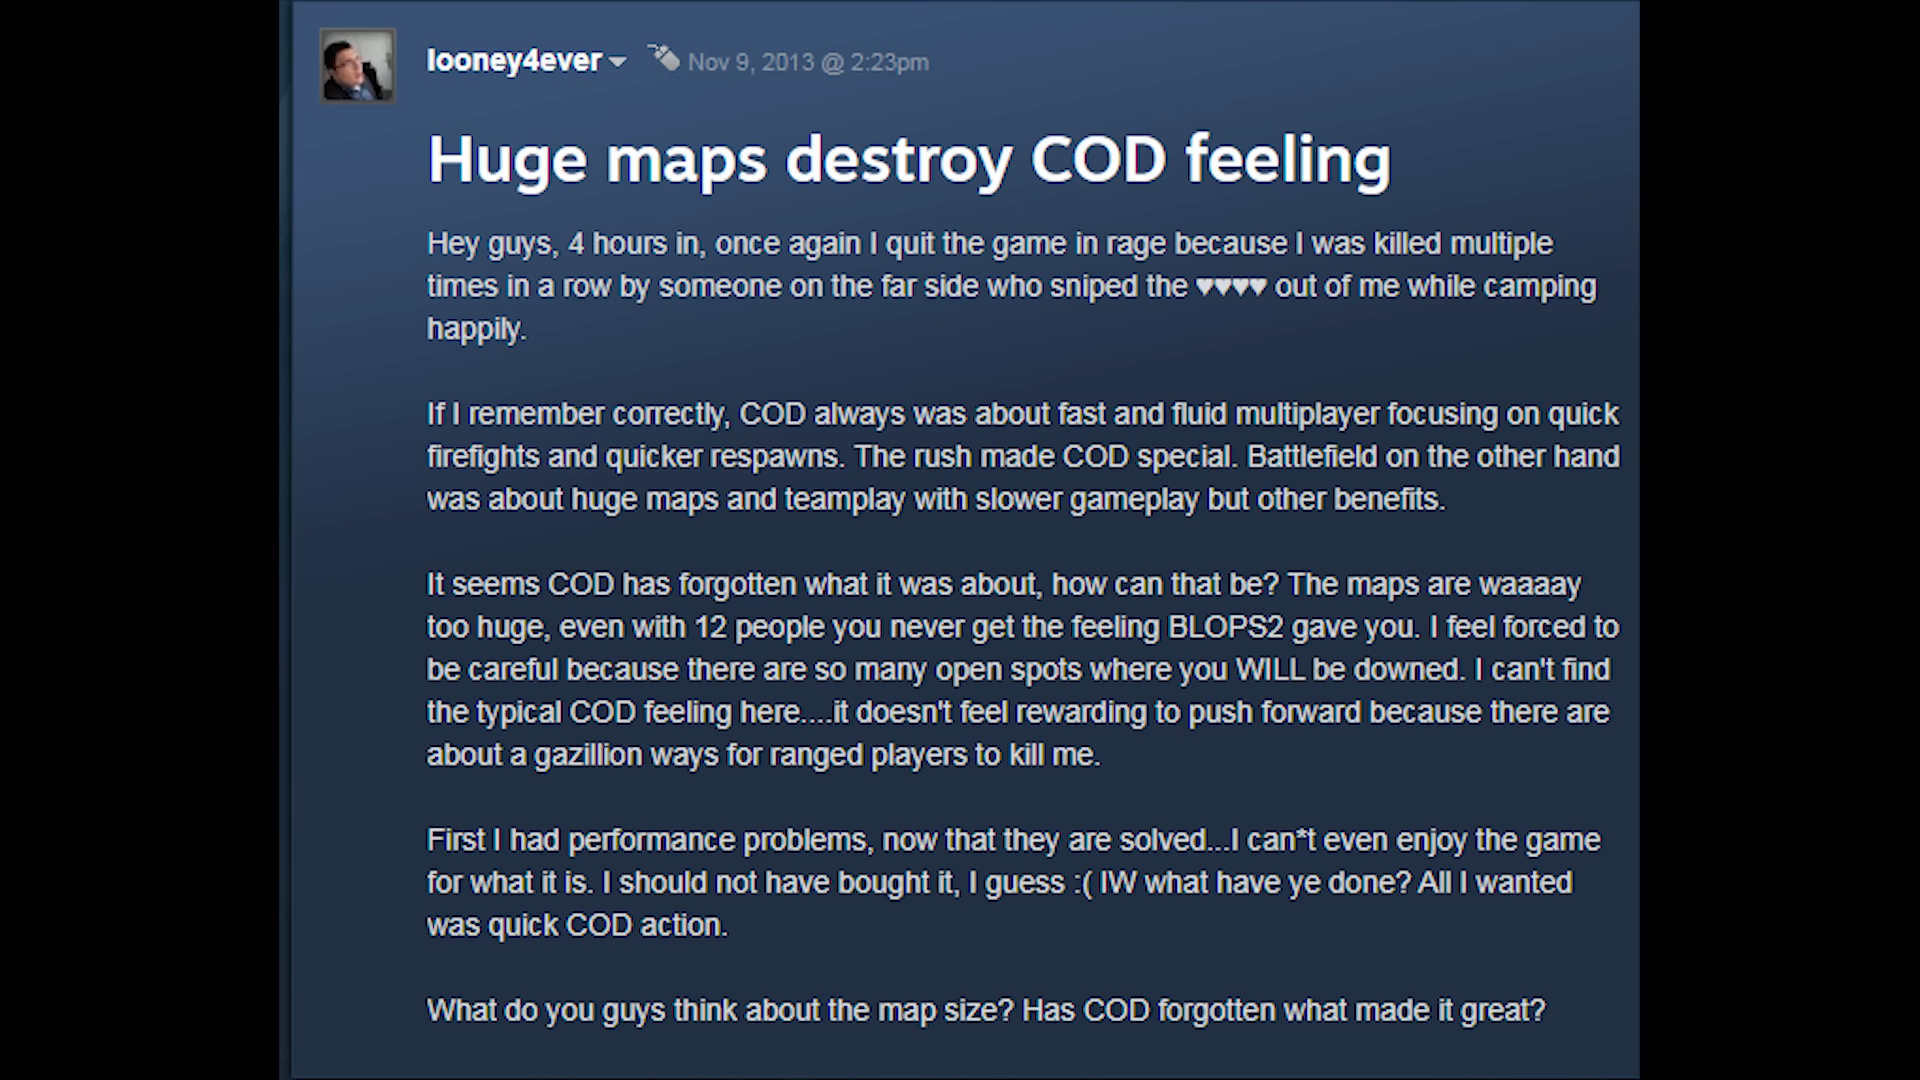 looney4ever Nov 9, 2013 @ 2:23pm
Huge maps destroy COD feeling
Hey guys, 4 hours in, once again I quit the game in rage because I was killed multiple
times in a row by someone on the far side who sniped the ♥♥♥♥ out of me while camping
happily.
If I remember correctly, COD always was about fast and fluid multiplayer focusing on quick
firefights and quicker respawns. The rush made COD special. Battlefield on the other hand
was about huge maps and teamplay with slower gameplay but other benefits.
It seems COD has forgotten what it was about, how can that be? The maps are waaaay
too huge, even with 12 people you never get the feeling BLOPS2 gave you. I feel forced to
be careful because there are so many open spots where you WILL be downed. I can't find
the typical COD feeling here....it doesn't feel rewarding to push forward because there are
about a gazillion ways for ranged players to kill me.
First I had performance problems, now that they are solved...I can*t even enjoy the game
for what it is. I should not have bought it, I guess :( IW what have ye done? All I wanted
was quick COD action.
What do you guys think about the map size? Has COD forgotten what made it great?